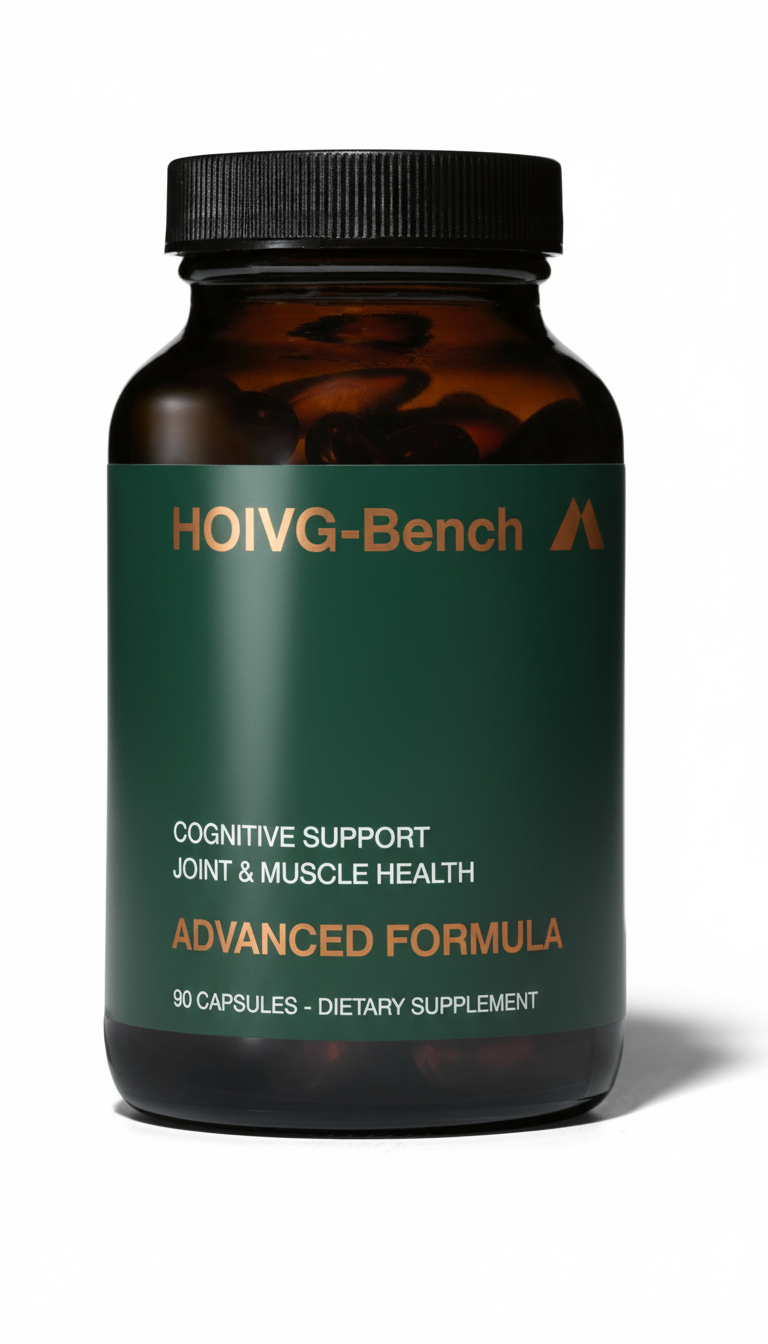 HOIVG-Bench
COGNITIVE SUPPORT
JOINT & MUSCLE HEALTH
ADVANCED FORMULA
90 CAPSULES - DIETARY SUPPLEMENT